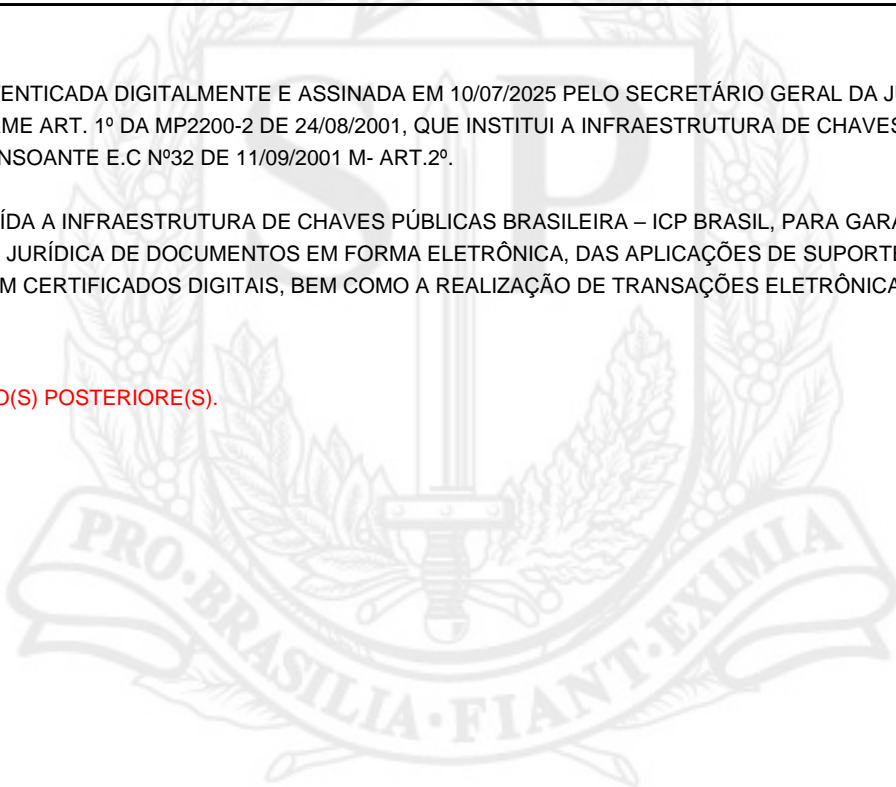 ENTICADA DIGITALMENTE E ASSINADA EM 10/07/2025 PELO SECRETÁRIO GERAL DA J
ME ART. 1º DA MP2200-2 DE 24/08/2001, QUE INSTITUI A INFRAESTRUTURA DE CHAVES
NSOANTE E.C Nº32 DE 11/09/2001 M- ART.2º.
ÍDA A INFRAESTRUTURA DE CHAVES PÚBLICAS BRASILEIRA – ICP BRASIL, PARA GARA
JURÍDICA DE DOCUMENTOS EM FORMA ELETRÔNICA, DAS APLICAÇÕES DE SUPORTE
M CERTIFICADOS DIGITAIS, BEM COMO A REALIZAÇÃO DE TRANSAÇÕES ELETRÔNICA
O(S) POSTERIORE(S).
SP
PRO·BRASILIA·FIANT·EXIMIA